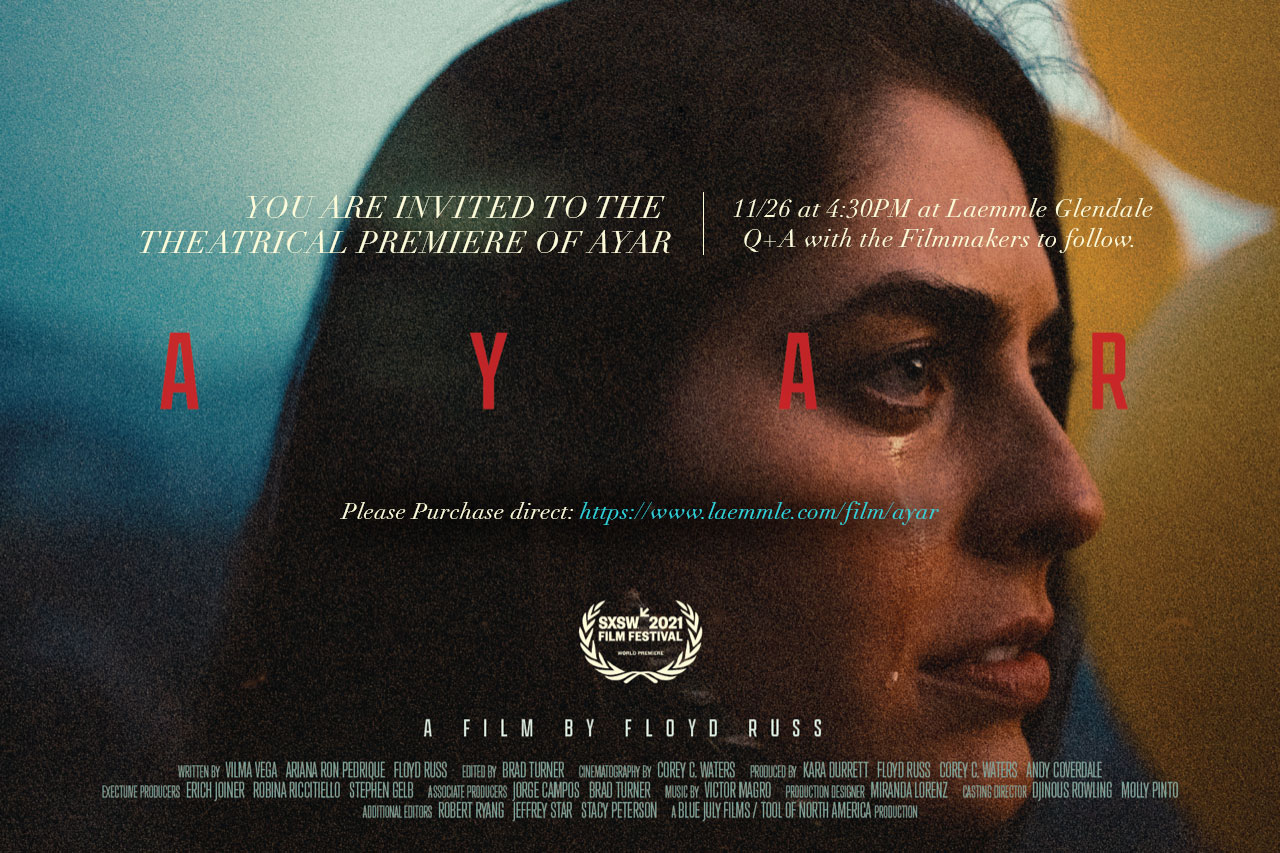 YOU ARE INVITED TO THE
THEATRICAL PREMIERE OF AYAR
11/26 at 4:30PM at Laemmle Glendale
Q+A with the Filmmakers to follow.
A Y A R
Please Purchase direct: https://www.laemmle.com/film/ayar
SXSW 2021
FILM FESTIVAL
WORLD PREMIERE
A FILM BY FLOYD RUSS
WRITTEN BY VILMA VEGA ARIANA RON PEDRIQUE FLOYD RUSS EDITED BY BRAD TURNER CINEMATOGRAPHY BY COREY C. WATERS PRODUCED BY KARA DURRETT FLOYD RUSS COREY C. WATERS ANDY COVERDALE
EXECTUVE PRODUCERS ERICH JOINER ROBINA RICCITIELLO STEPHEN GELB ASSOCIATE PRODUCERS JORGE CAMPOS BRAD TURNER MUSIC BY VICTOR MAGRO PRODUCTION DESIGNER MIRANDA LORENZ CASTING DIRECTOR DJINOUS ROWLING MOLLY PINTO
ADDITIONAL EDITORS ROBERT RYANG JEFFREY STAR STACY PETERSON A BLUE JULY FILMS / TOOL OF NORTH AMERICA PRODUCTION